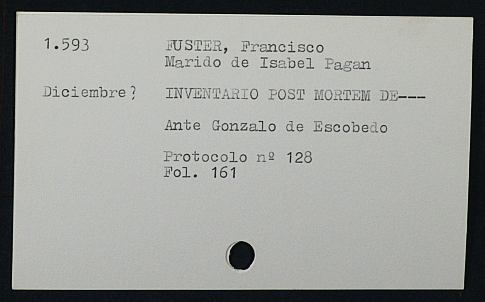 1.593 FUSTER, Francisco
Marido de Isabel Pagan
Diciembre? INVENTARIO POST MORTEM DE---
Ante Gonzalo de Escobedo
Protocolo nº 128
Fol. 161